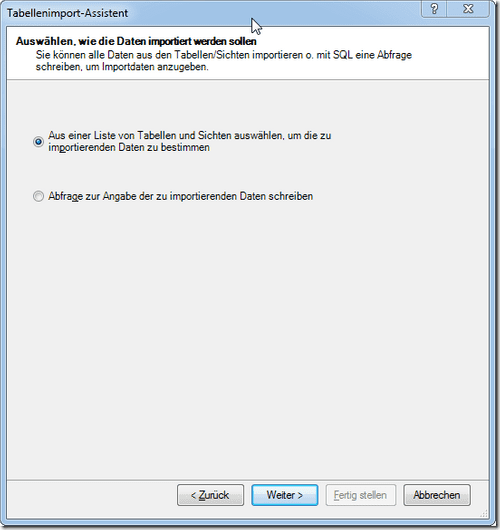 Tabellenimport-Assistent
?
Auswählen, wie die Daten importiert werden sollen
Sie können alle Daten aus den Tabellen/Sichten importieren o. mit SQL eine Abfrage
schreiben, um Importdaten anzugeben.
Aus einer Liste von Tabellen und Sichten auswählen, um die zu
importierenden Daten zu bestimmen
Abfrage zur Angabe der zu importierenden Daten schreiben
< Zurück
Weiter >
Fertig stellen
Abbrechen